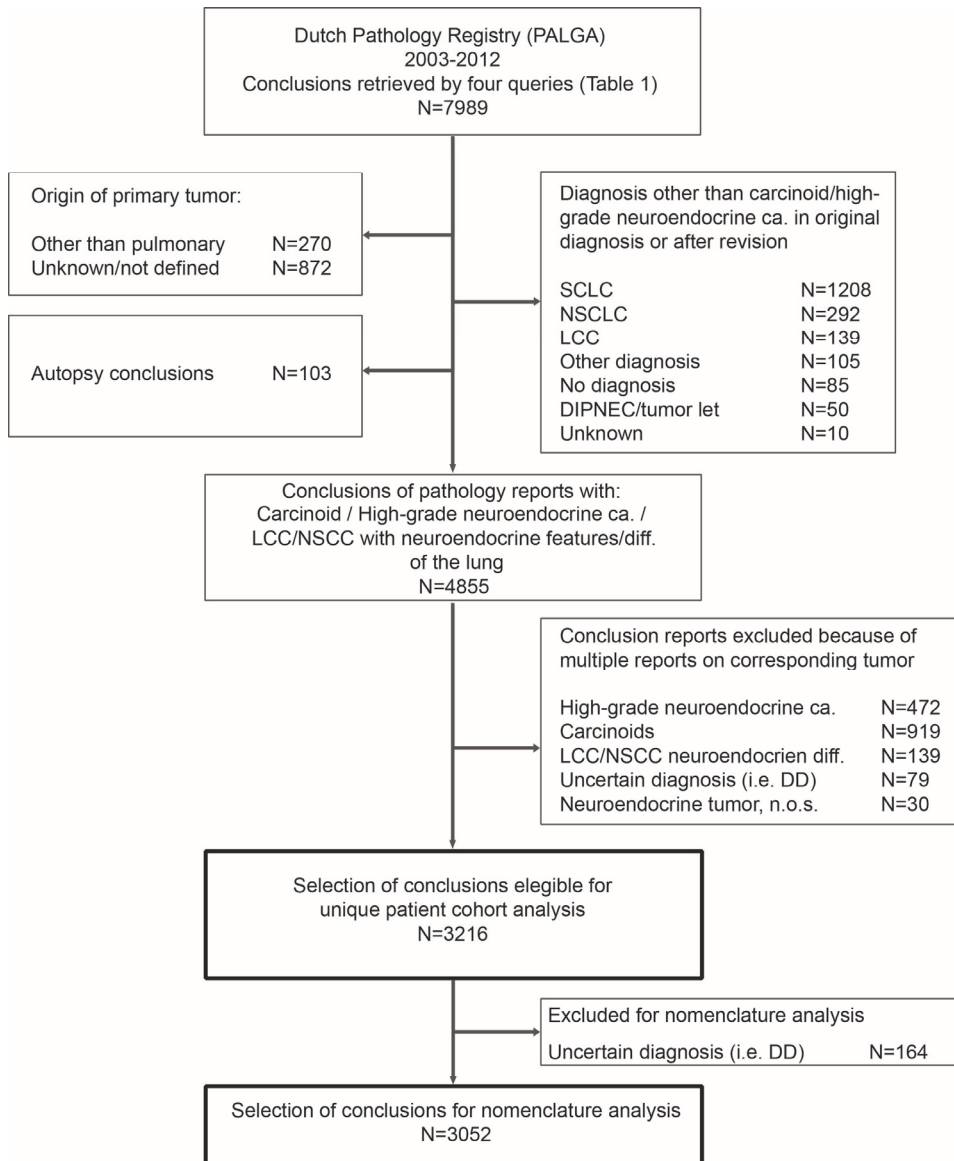 Dutch Pathology Registry (PALGA)
2003-2012
Conclusions retrieved by four queries (Table 1)
N=7989
Origin of primary tumor:
Other than pulmonary N=270
Unknown/not defined N=872
Diagnosis other than carcinoid/high-
grade neuroendocrine ca. in original
diagnosis or after revision
SCLC N=1208
NSCLC N=292
LCC N=139
Other diagnosis N=105
No diagnosis N=85
DIPNEC/tumor let N=50
Unknown N=10
Autopsy conclusions N=103
Conclusions of pathology reports with:
Carcinoid / High-grade neuroendocrine ca. /
LCC/NSCC with neuroendocrine features/diff.
of the lung
N=4855
Conclusion reports excluded because of
multiple reports on corresponding tumor
High-grade neuroendocrine ca. N=472
Carcinoids N=919
LCC/NSCC neuroendocrien diff. N=139
Uncertain diagnosis (i.e. DD) N=79
Neuroendocrine tumor, n.o.s. N=30
Selection of conclusions elegible for
unique patient cohort analysis
N=3216
Excluded for nomenclature analysis
Uncertain diagnosis (i.e. DD) N=164
Selection of conclusions for nomenclature analysis
N=3052